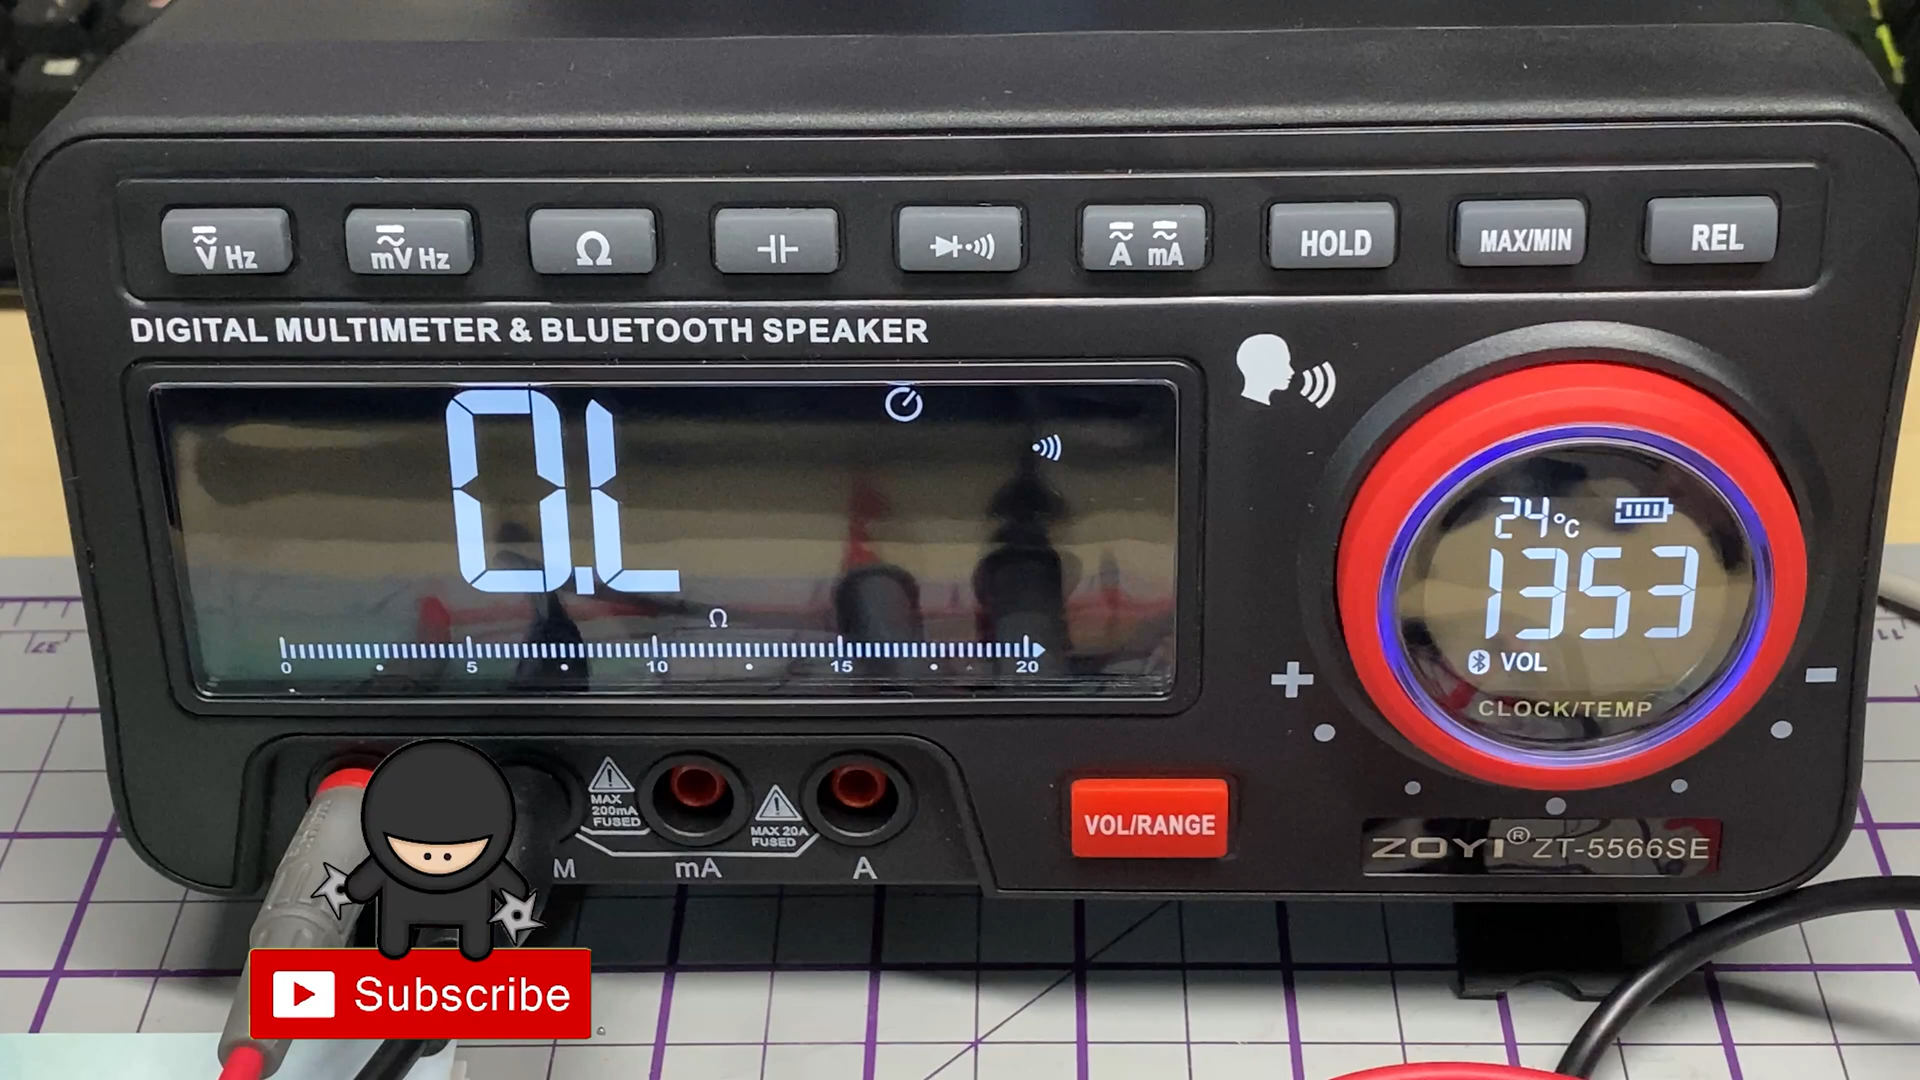 V Hz
mV Hz
Ω
A mA
HOLD
MAX/MIN
REL
DIGITAL MULTIMETER & BLUETOOTH SPEAKER
0.L
Ω
0 5 10 15 20
24°C
1353
VOL
CLOCK/TEMP
+ -
MAX
200mA
FUSED
MAX 20A
FUSED
M
mA
A
VOL/RANGE
ZOYI® ZT-5566SE
Subscribe
37